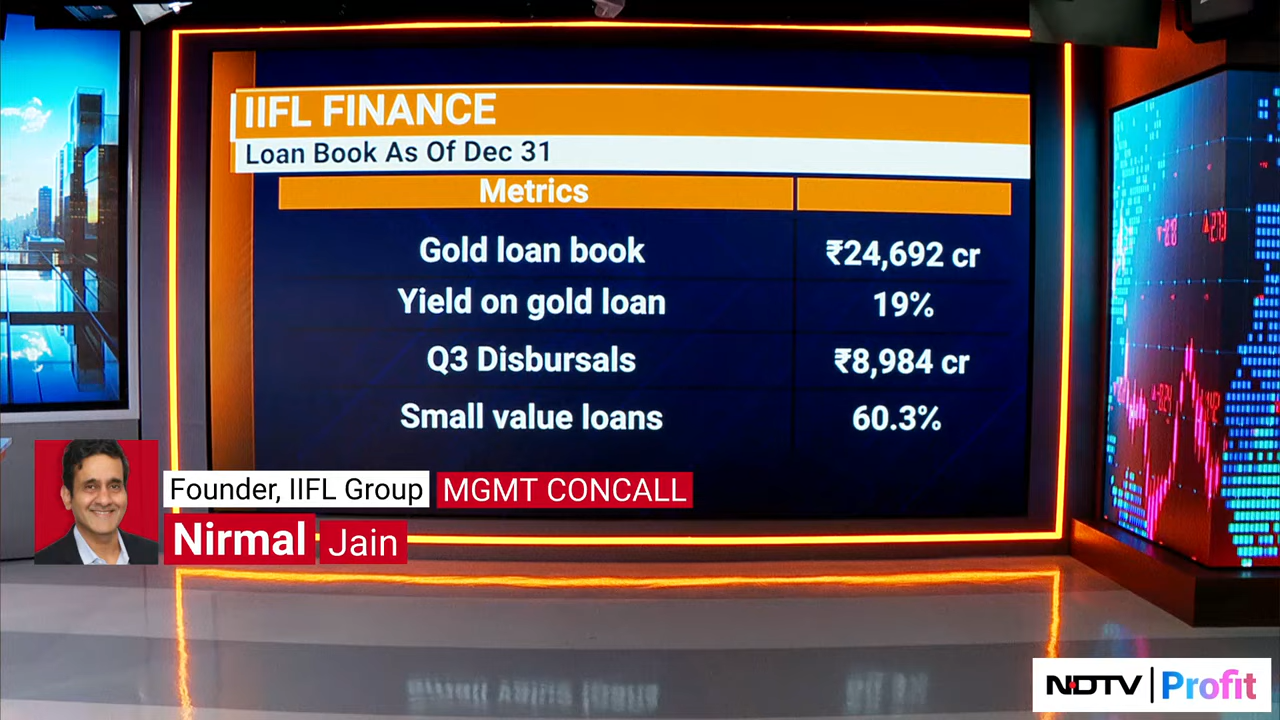 IIFL FINANCE
Loan Book As Of Dec 31
Metrics
Gold loan book ₹24,692 cr
Yield on gold loan 19%
Q3 Disbursals ₹8,984 cr
Small value loans 60.3%
Founder, IIFL Group MGMT CONCALL
Nirmal Jain
NDTV Profit